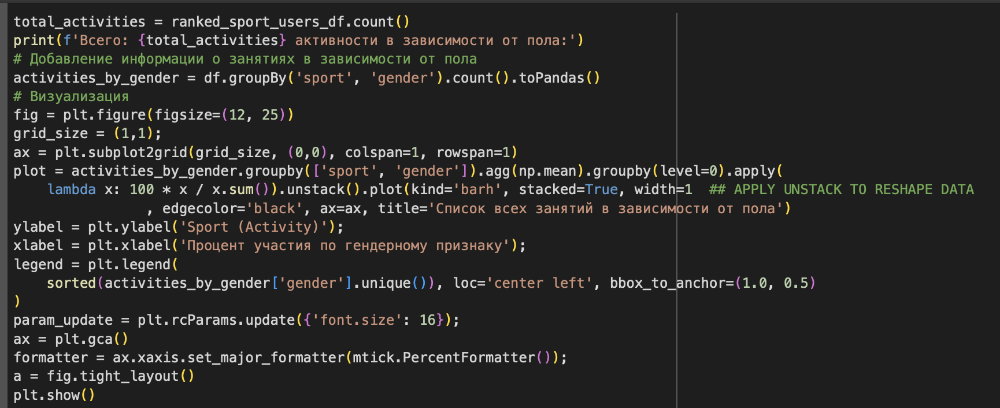 total_activities = ranked_sport_users_df.count()
print(f'Всего: {total_activities} активности в зависимости от пола:')
# Добавление информации о занятиях в зависимости от пола
activities_by_gender = df.groupBy('sport', 'gender').count().toPandas()
# Визуализация
fig = plt.figure(figsize=(12, 25))
grid_size = (1,1);
ax = plt.subplot2grid(grid_size, (0,0), colspan=1, rowspan=1)
plot = activities_by_gender.groupby(['sport', 'gender']).agg(np.mean).groupby(level=0).apply(
    lambda x: 100 * x / x.sum()).unstack().plot(kind='barh', stacked=True, width=1  ## APPLY UNSTACK TO RESHAPE DATA
                , edgecolor='black', ax=ax, title='Список всех занятий в зависимости от пола')
ylabel = plt.ylabel('Sport (Activity)');
xlabel = plt.xlabel('Процент участия по гендерному признаку');
legend = plt.legend(
    sorted(activities_by_gender['gender'].unique()), loc='center left', bbox_to_anchor=(1.0, 0.5)
)
param_update = plt.rcParams.update({'font.size': 16});
ax = plt.gca()
formatter = ax.xaxis.set_major_formatter(mtick.PercentFormatter());
a = fig.tight_layout()
plt.show()